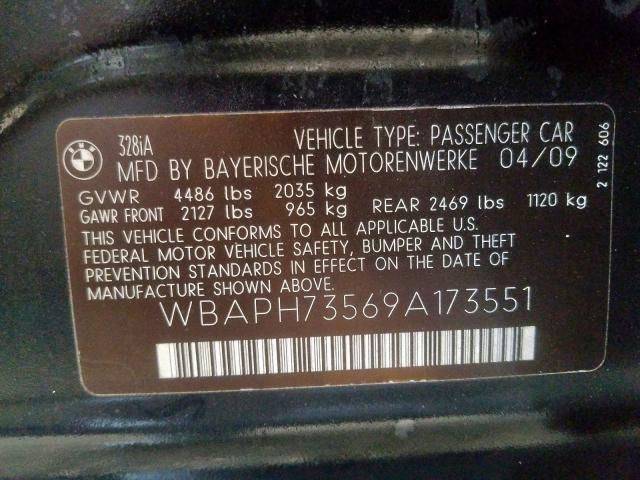 BMW
328iA VEHICLE TYPE: PASSENGER CAR
MFD BY BAYERISCHE MOTORENWERKE 04/09
GVWR 4486 lbs 2035 kg
GAWR FRONT 2127 lbs 965 kg REAR 2469 lbs 1120 kg
THIS VEHICLE CONFORMS TO ALL APPLICABLE U.S.
FEDERAL MOTOR VEHICLE SAFETY, BUMPER AND THEFT
PREVENTION STANDARDS IN EFFECT ON THE DATE OF
MANUFACTURE SHOWN ABOVE.
WBAPH73569A173551
2 122 606